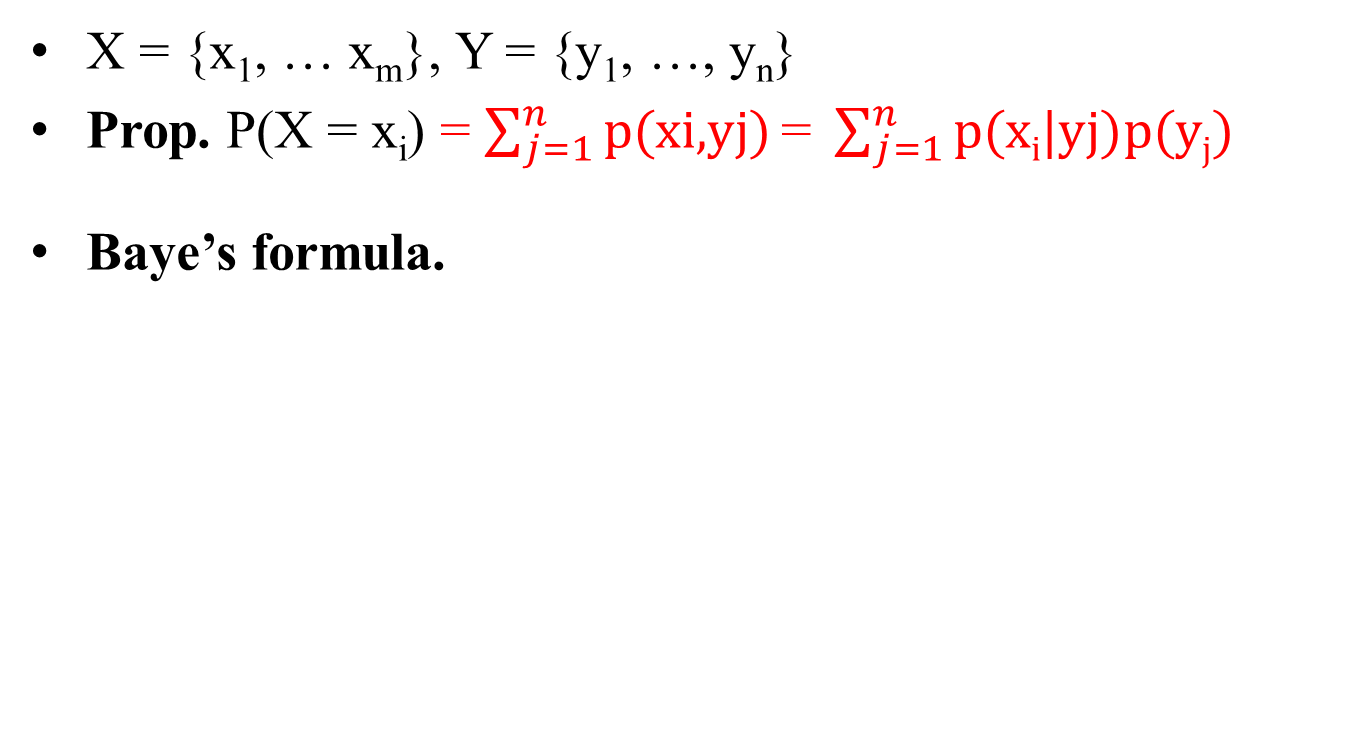 • X = {x₁, … xₘ}, Y = {y₁, …, yₙ}
• Prop. P(X = xᵢ) = ∑ⁿⱼ₌₁ p(xi,yj) = ∑ⁿⱼ₌₁ p(xᵢ|yj)p(yⱼ)
• Baye’s formula.